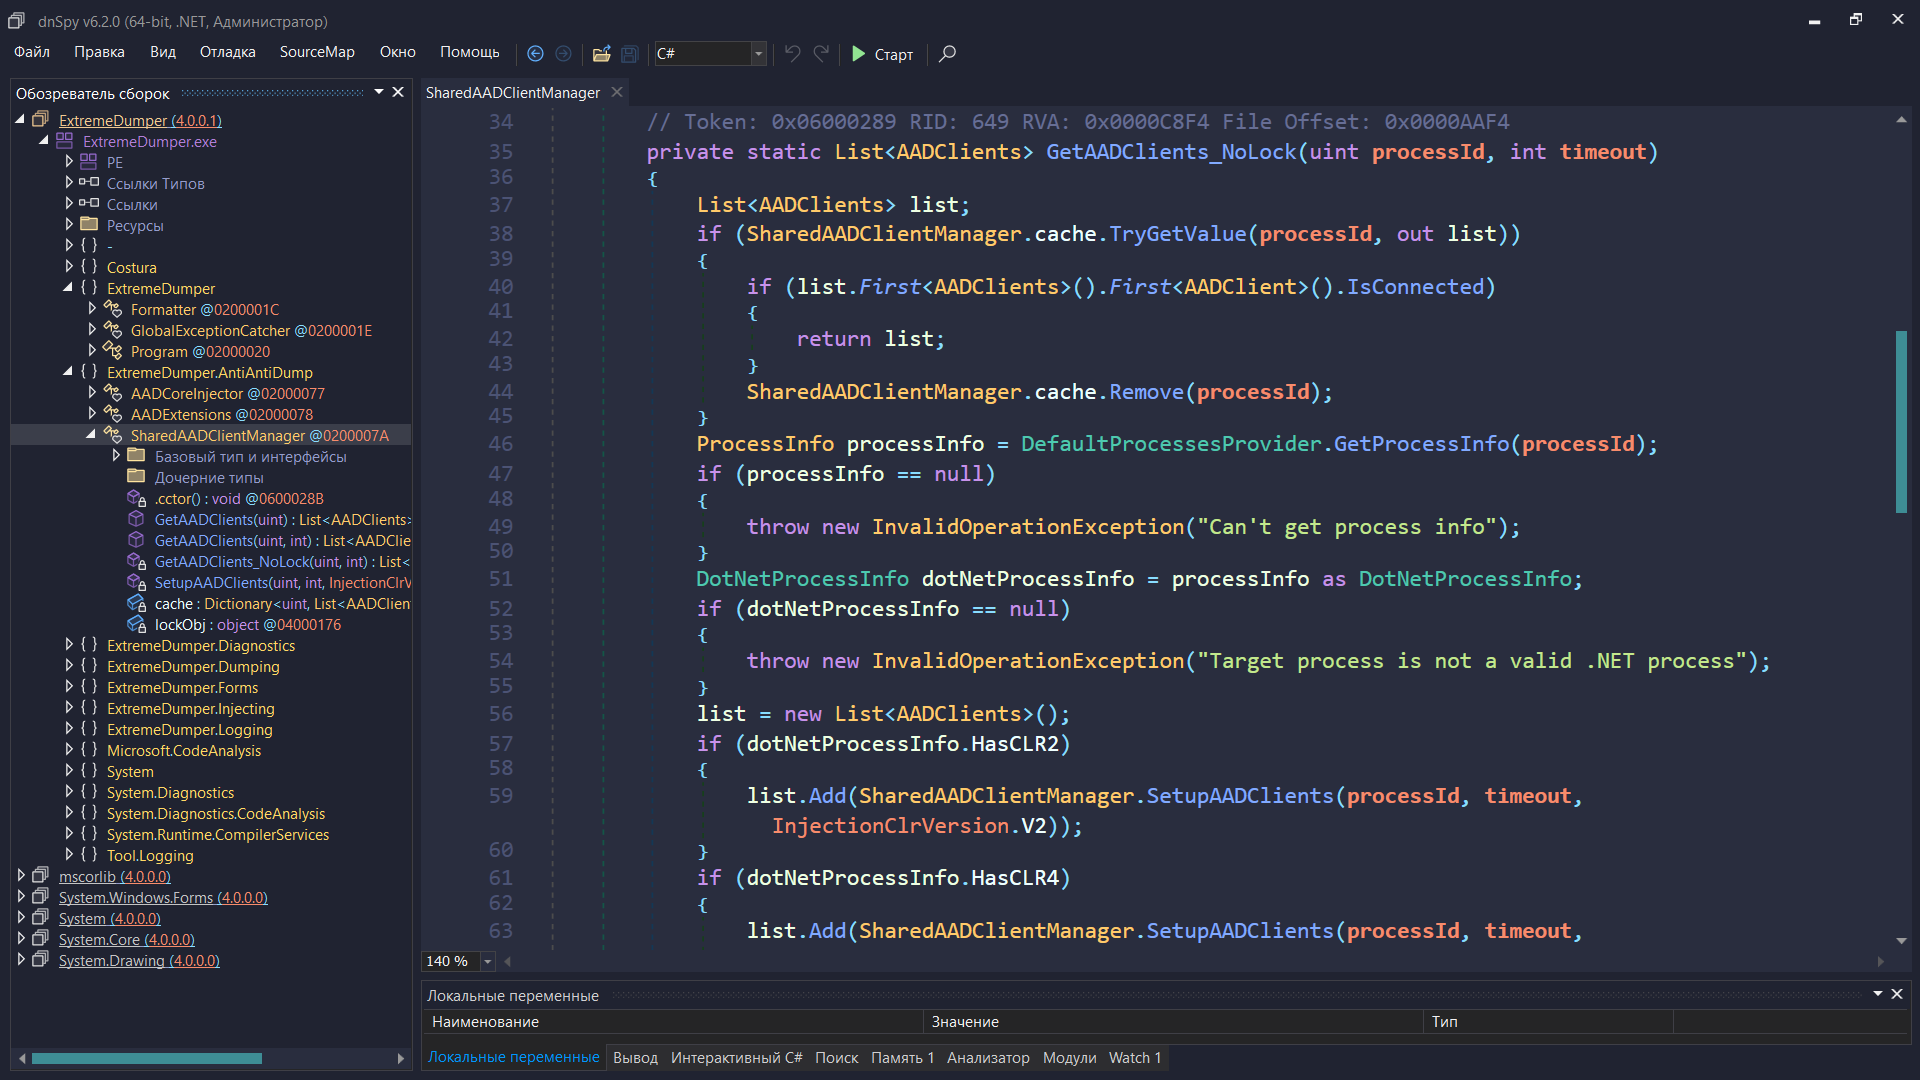 dnSpy v6.2.0 (64-bit, .NET, Администратор)
Файл Правка Вид Отладка SourceMap Окно Помощь C# Старт
Обозреватель сборок
ExtremeDumper (4.0.0.1)
ExtremeDumper.exe
PE
Ссылки Типов
Ссылки
Ресурсы
{ } -
{ } Costura
{ } ExtremeDumper
Formatter @0200001C
GlobalExceptionCatcher @0200001E
Program @02000020
{ } ExtremeDumper.AntiAntiDump
AADCoreInjector @02000077
AADExtensions @02000078
SharedAADClientManager @0200007A
Базовый тип и интерфейсы
Дочерние типы
.cctor() : void @0600028B
GetAADClients(uint) : List<AADClients>
GetAADClients(uint, int) : List<AADClie
GetAADClients_NoLock(uint, int) : List<
SetupAADClients(uint, int, InjectionClrV
cache : Dictionary<uint, List<AADClien
lockObj : object @04000176
{ } ExtremeDumper.Diagnostics
{ } ExtremeDumper.Dumping
{ } ExtremeDumper.Forms
{ } ExtremeDumper.Injecting
{ } ExtremeDumper.Logging
{ } Microsoft.CodeAnalysis
{ } System
{ } System.Diagnostics
{ } System.Diagnostics.CodeAnalysis
{ } System.Runtime.CompilerServices
{ } Tool.Logging
mscorlib (4.0.0.0)
System.Windows.Forms (4.0.0.0)
System (4.0.0.0)
System.Core (4.0.0.0)
System.Drawing (4.0.0.0)
SharedAADClientManager
34 // Token: 0x06000289 RID: 649 RVA: 0x0000C8F4 File Offset: 0x0000AAF4
35 private static List<AADClients> GetAADClients_NoLock(uint processId, int timeout)
36 {
37 List<AADClients> list;
38 if (SharedAADClientManager.cache.TryGetValue(processId, out list))
39 {
40 if (list.First<AADClients>().First<AADClient>().IsConnected)
41 {
42 return list;
43 }
44 SharedAADClientManager.cache.Remove(processId);
45 }
46 ProcessInfo processInfo = DefaultProcessesProvider.GetProcessInfo(processId);
47 if (processInfo == null)
48 {
49 throw new InvalidOperationException("Can't get process info");
50 }
51 DotNetProcessInfo dotNetProcessInfo = processInfo as DotNetProcessInfo;
52 if (dotNetProcessInfo == null)
53 {
54 throw new InvalidOperationException("Target process is not a valid .NET process");
55 }
56 list = new List<AADClients>();
57 if (dotNetProcessInfo.HasCLR2)
58 {
59 list.Add(SharedAADClientManager.SetupAADClients(processId, timeout,
InjectionClrVersion.V2));
60 }
61 if (dotNetProcessInfo.HasCLR4)
62 {
63 list.Add(SharedAADClientManager.SetupAADClients(processId, timeout,
140 %
Локальные переменные
Наименование Значение Тип
Локальные переменные Вывод Интерактивный C# Поиск Память 1 Анализатор Модули Watch 1